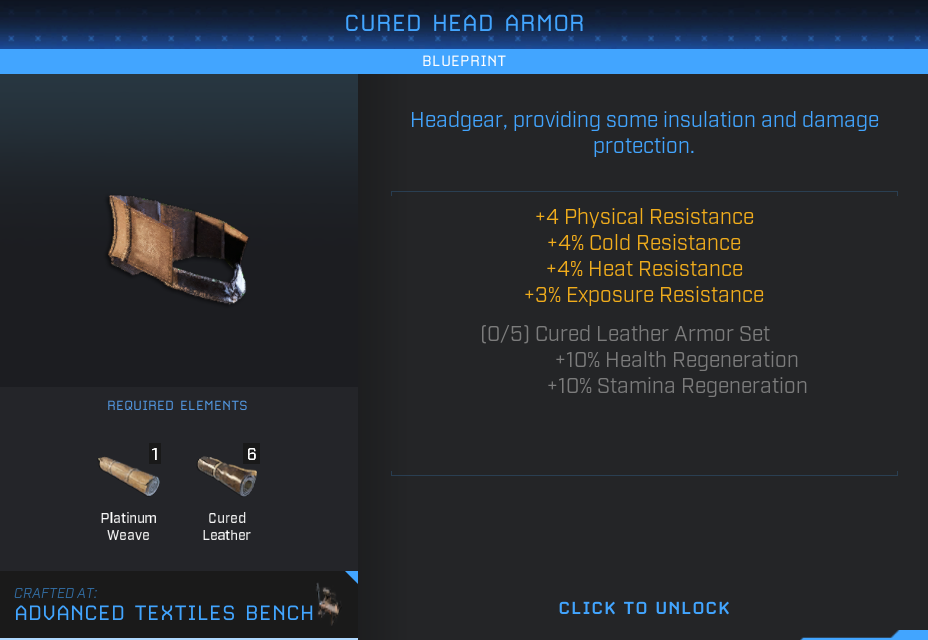 CURED HEAD ARMOR
BLUEPRINT
Headgear, providing some insulation and damage
protection.
+4 Physical Resistance
+4% Cold Resistance
+4% Heat Resistance
+3% Exposure Resistance
(0/5) Cured Leather Armor Set
+10% Health Regeneration
+10% Stamina Regeneration
REQUIRED ELEMENTS
1
6
Platinum
Weave
Cured
Leather
CRAFTED AT:
ADVANCED TEXTILES BENCH
CLICK TO UNLOCK